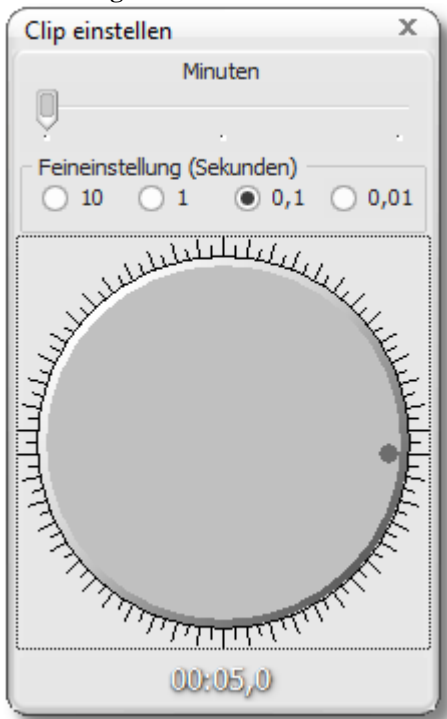 Clip einstellen
Minuten
Feineinstellung (Sekunden)
10 1 0,1 0,01
00:05,0